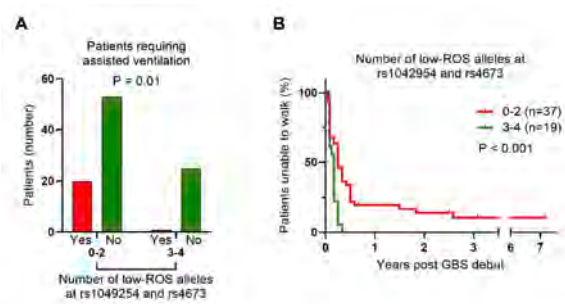 A
Patients requiring
assisted ventilation
P = 0.01
Patients (number)
60
40
20
0
Yes No Yes No
0-2 3-4
Number of low-ROS alleles
at rs1049254 and rs4673
B
Number of low-ROS alleles at
rs1042954 and rs4673
Patients unable to walk (%)
100
50
0
0-2 (n=37)
3-4 (n=19)
P < 0.001
0 1 2 3 6 7
Years post GBS debut